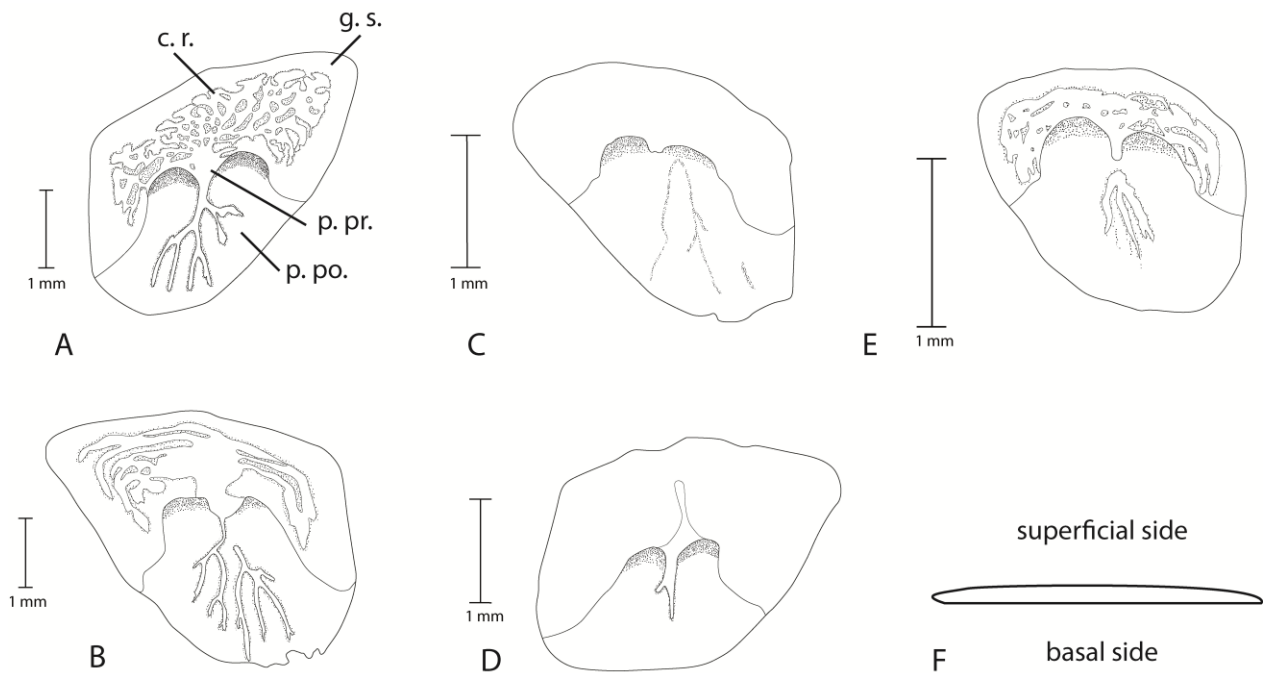 g. s.
c. r.
p. pr.
p. po.
1 mm
A
1 mm
C
1 mm
E
1 mm
B
1 mm
D
superficial side
basal side
F